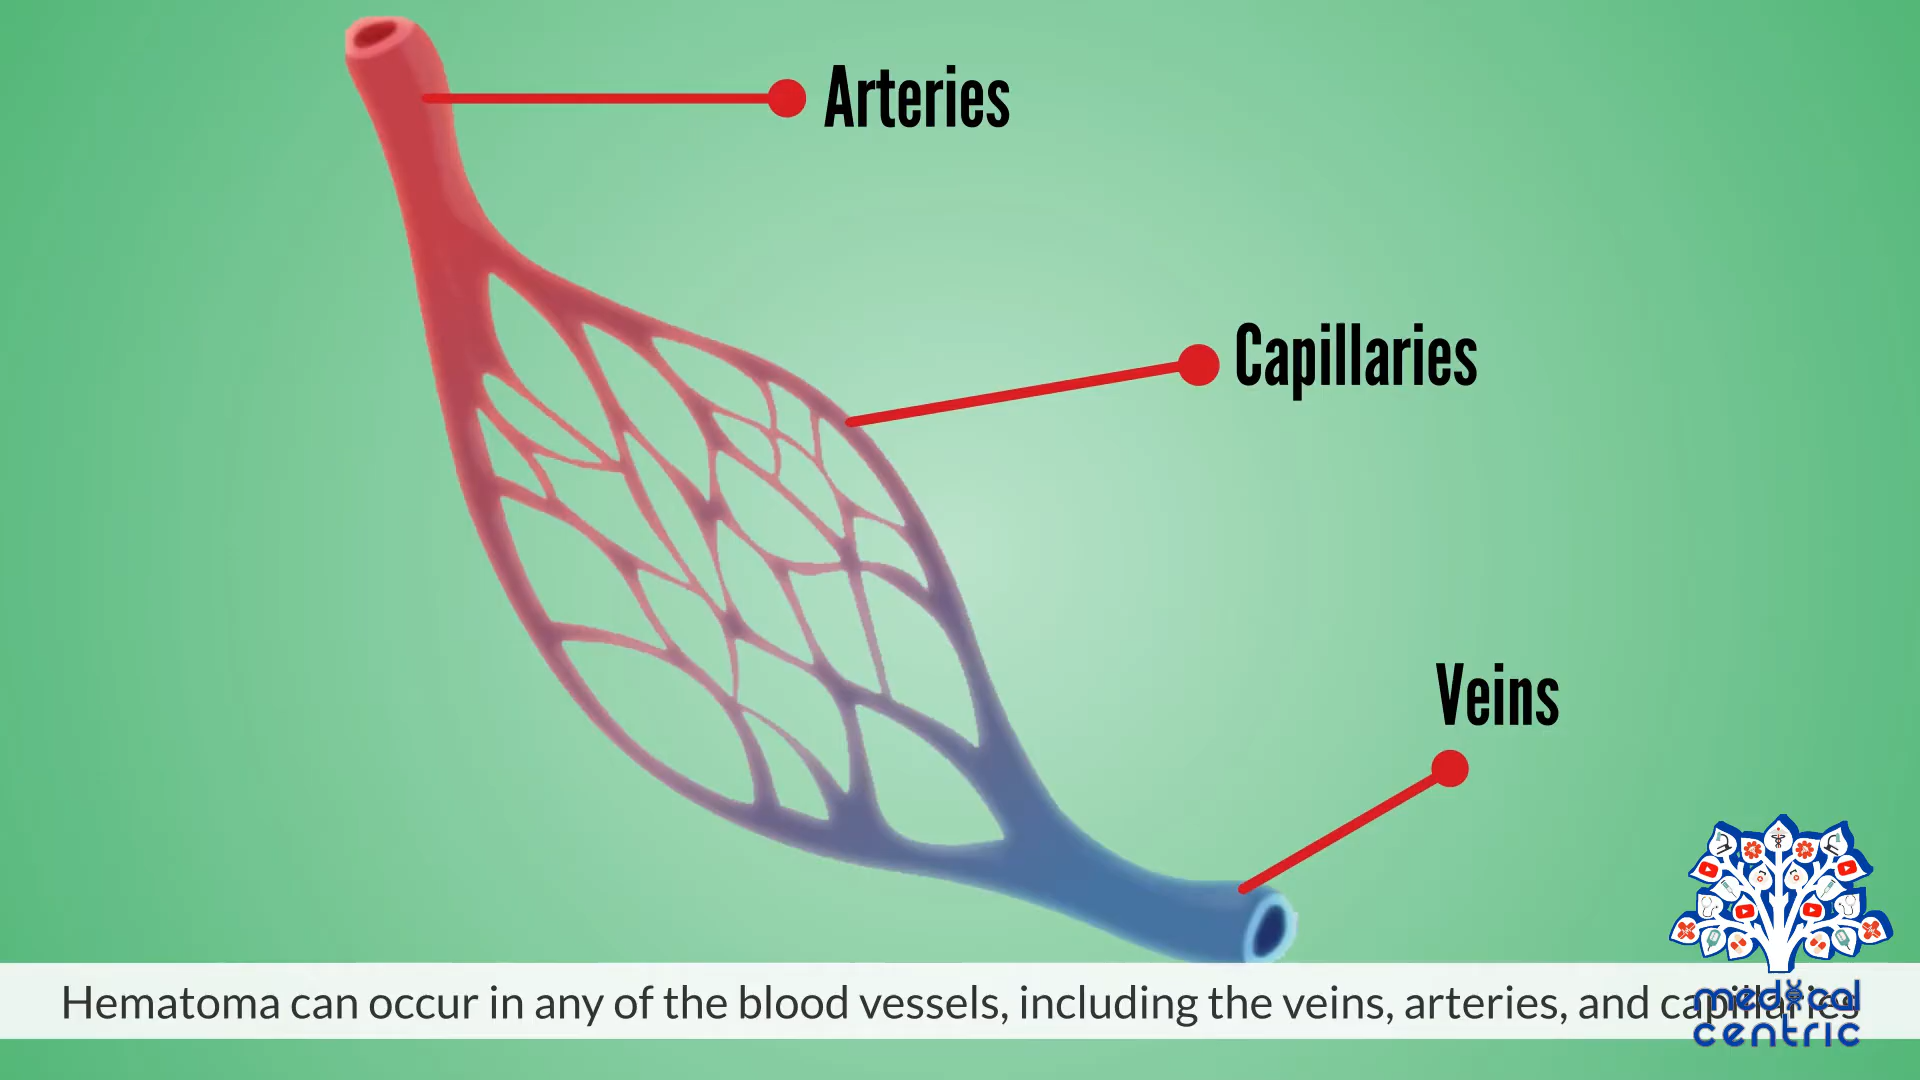 Arteries
Capillaries
Veins
Hematoma can occur in any of the blood vessels, including the veins, arteries, and capillaries
medical
centric